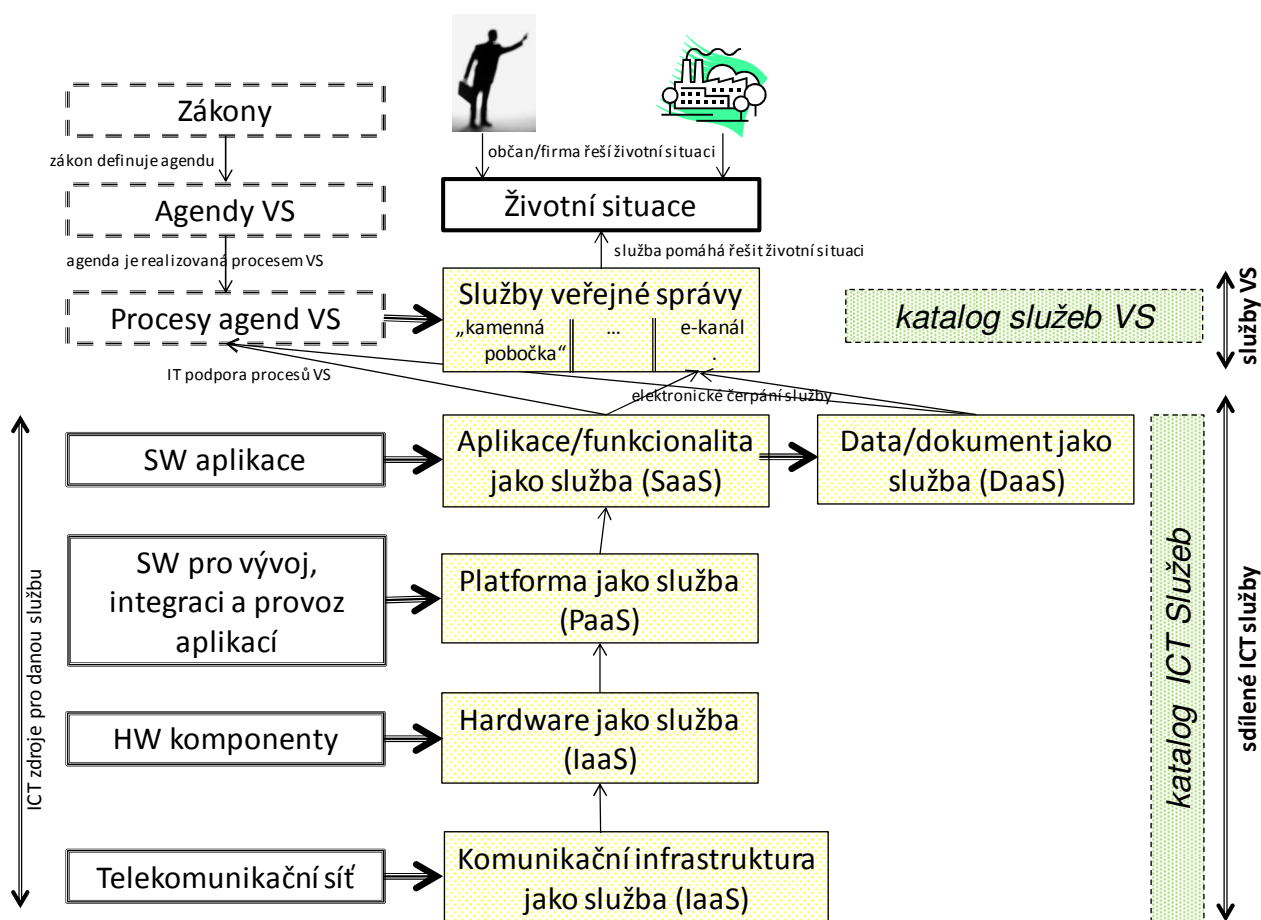 Zákony
zákon definuje agendu
Agendy VS
agenda je realizovaná procesem VS
Procesy agend VS
IT podpora procesů VS
občan/firma řeší životní situaci
Životní situace
služba pomáhá řešit životní situaci
Služby veřejné správy
„kamenná
pobočka“
...
e-kanál
.
elektronické čerpání služby
katalog služeb VS
služby VS
ICT zdroje pro danou službu
SW aplikace
Aplikace/funkcionalita
jako služba (SaaS)
Data/dokument jako
služba (DaaS)
SW pro vývoj,
integraci a provoz
aplikací
Platforma jako služba
(PaaS)
HW komponenty
Hardware jako služba
(IaaS)
Telekomunikační síť
Komunikační infrastruktura
jako služba (IaaS)
katalog ICT Služeb
sdílené ICT služby